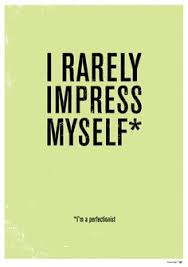 I RARELY
IMPRESS
MYSELF*
*i'm a perfectionist